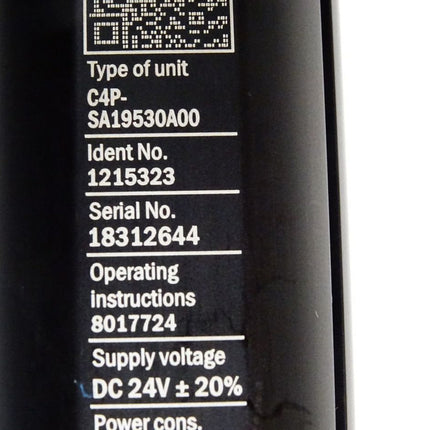 Type of unit
C4P-
SA19530A00
Ident No.
1215323
Serial No.
18312644
Operating
instructions
8017724
Supply voltage
DC 24V ± 20%
Power cons.